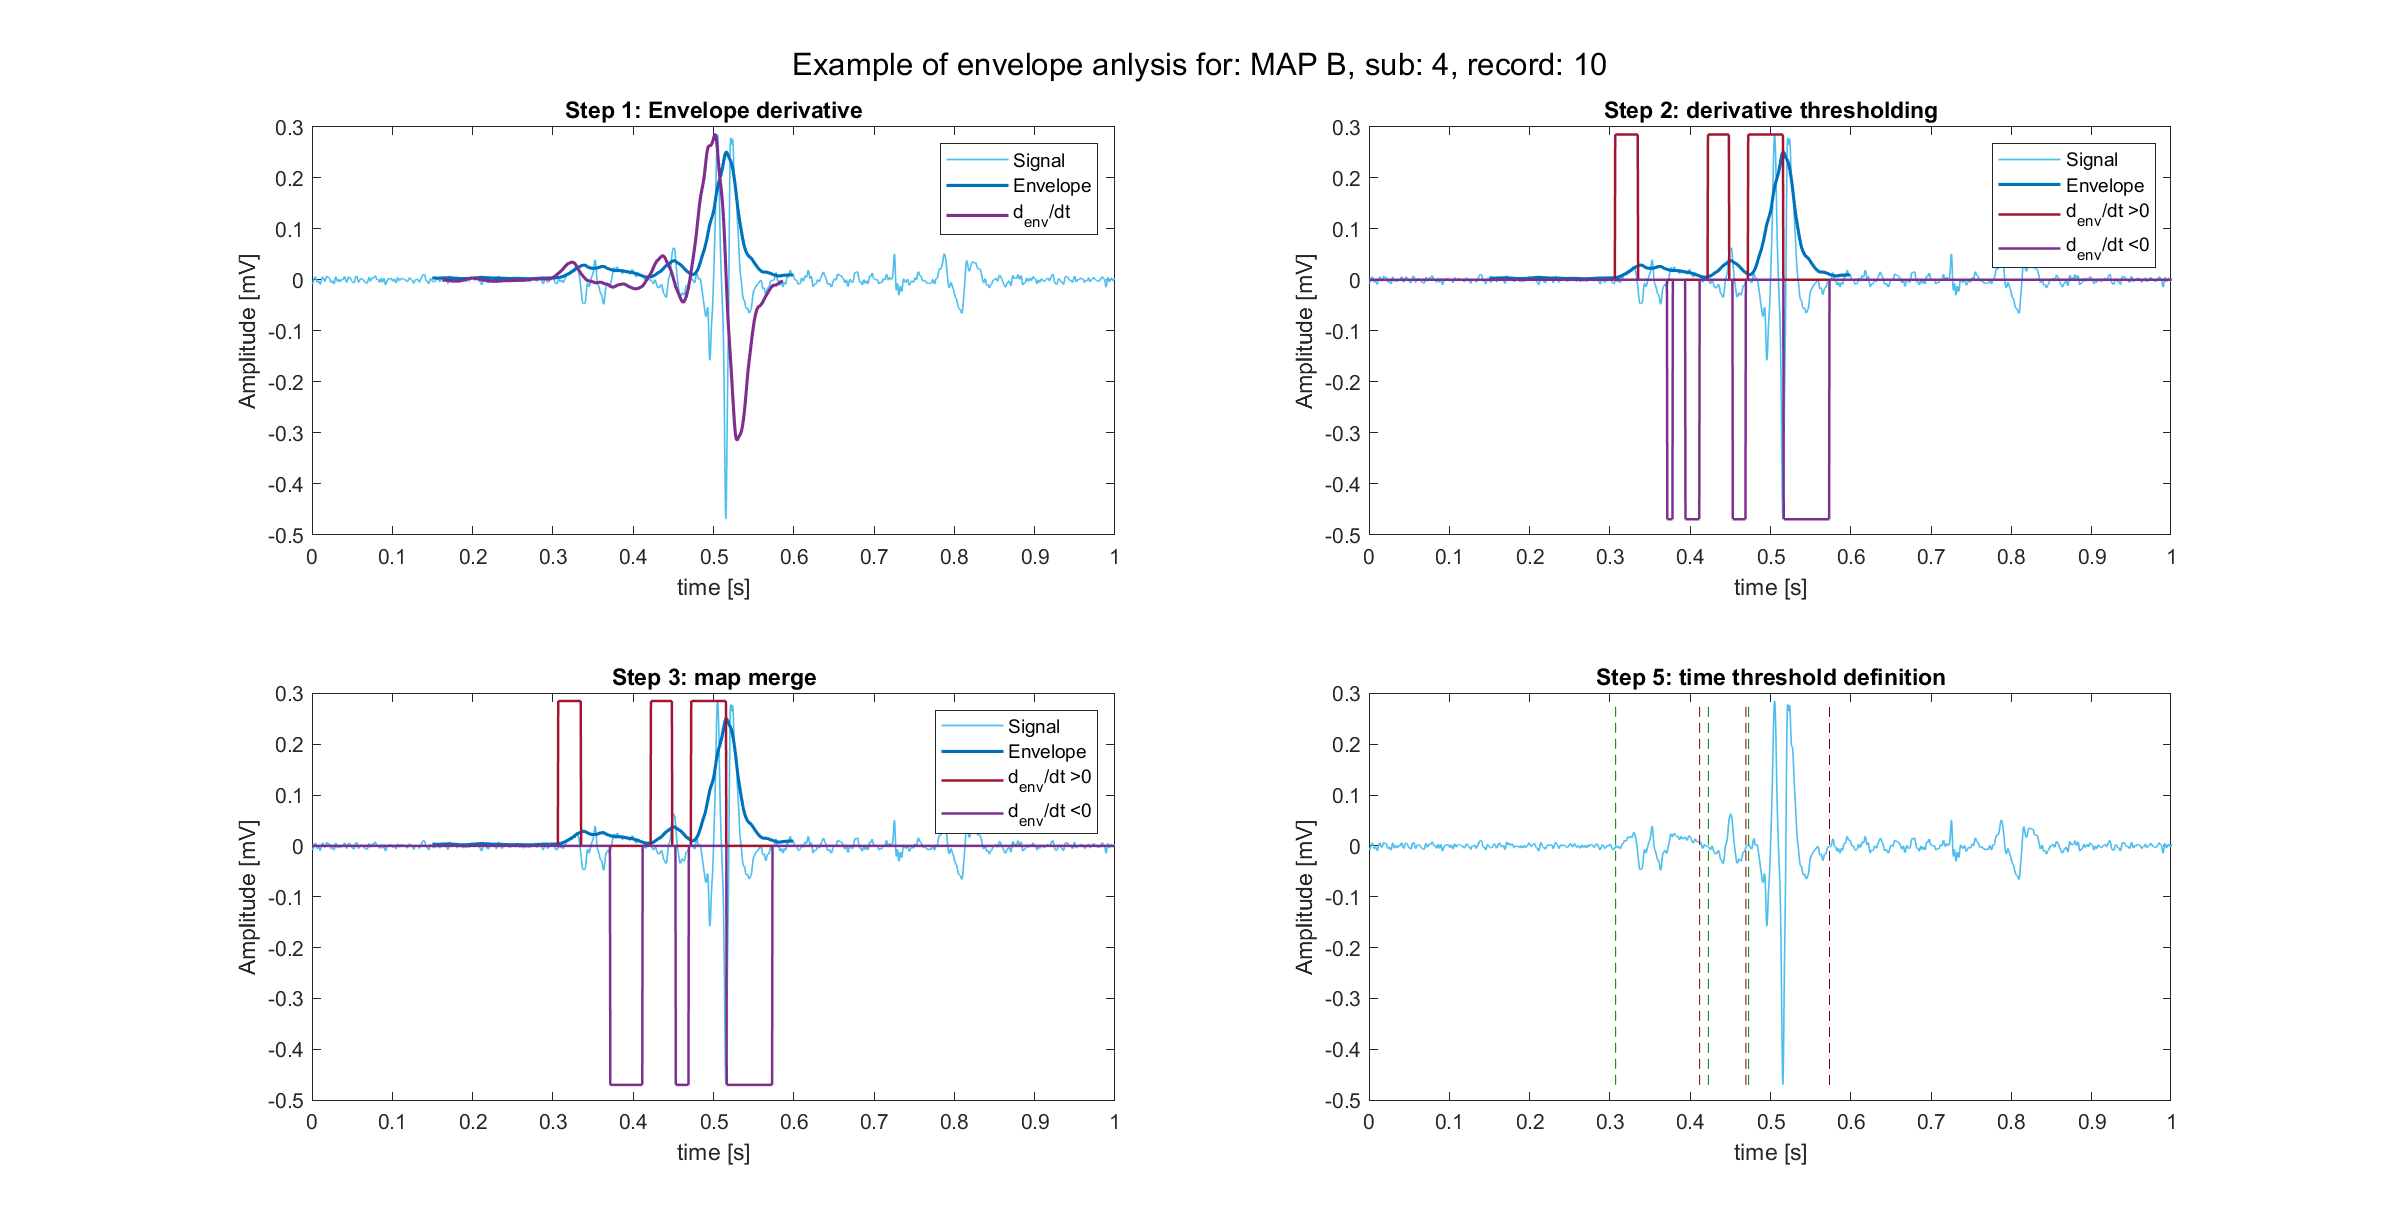 Example of envelope anlysis for: MAP B, sub: 4, record: 10
Step 1: Envelope derivative
0.3
0.2
0.1
0
-0.1
-0.2
-0.3
-0.4
-0.5
Amplitude [mV]
0 0.1 0.2 0.3 0.4 0.5 0.6 0.7 0.8 0.9 1
time [s]
Signal
Envelope
d_env/dt
Step 2: derivative thresholding
0.3
0.2
0.1
0
-0.1
-0.2
-0.3
-0.4
-0.5
Amplitude [mV]
0 0.1 0.2 0.3 0.4 0.5 0.6 0.7 0.8 0.9 1
time [s]
Signal
Envelope
d_env/dt >0
d_env/dt <0
Step 3: map merge
0.3
0.2
0.1
0
-0.1
-0.2
-0.3
-0.4
-0.5
Amplitude [mV]
0 0.1 0.2 0.3 0.4 0.5 0.6 0.7 0.8 0.9 1
time [s]
Signal
Envelope
d_env/dt >0
d_env/dt <0
Step 5: time threshold definition
0.3
0.2
0.1
0
-0.1
-0.2
-0.3
-0.4
-0.5
Amplitude [mV]
0 0.1 0.2 0.3 0.4 0.5 0.6 0.7 0.8 0.9 1
time [s]